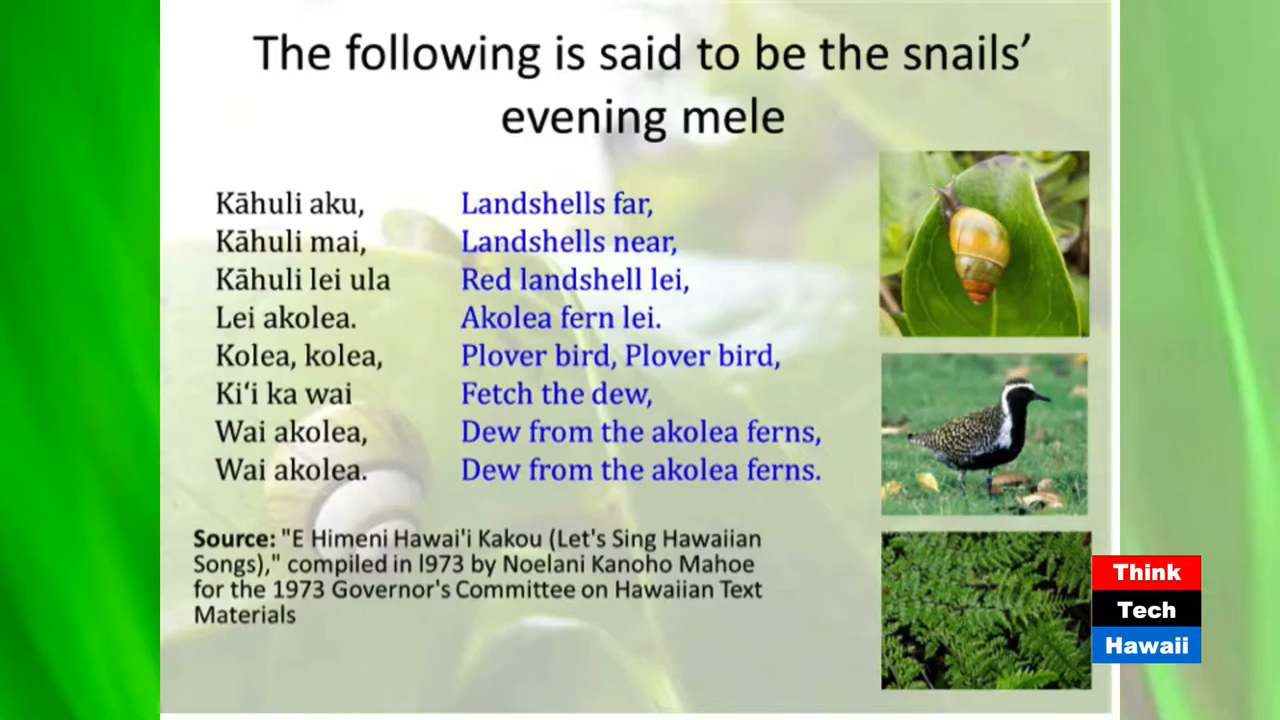 The following is said to be the snails’
evening mele
Kāhuli aku,
Kāhuli mai,
Kāhuli lei ula
Lei akolea.
Kolea, kolea,
Ki‘i ka wai
Wai akolea,
Wai akolea.
Landshells far,
Landshells near,
Red landshell lei,
Akolea fern lei.
Plover bird, Plover bird,
Fetch the dew,
Dew from the akolea ferns,
Dew from the akolea ferns.
Source: "E Himeni Hawai'i Kakou (Let's Sing Hawaiian
Songs)," compiled in l973 by Noelani Kanoho Mahoe
for the 1973 Governor's Committee on Hawaiian Text
Materials
Think
Tech
Hawaii